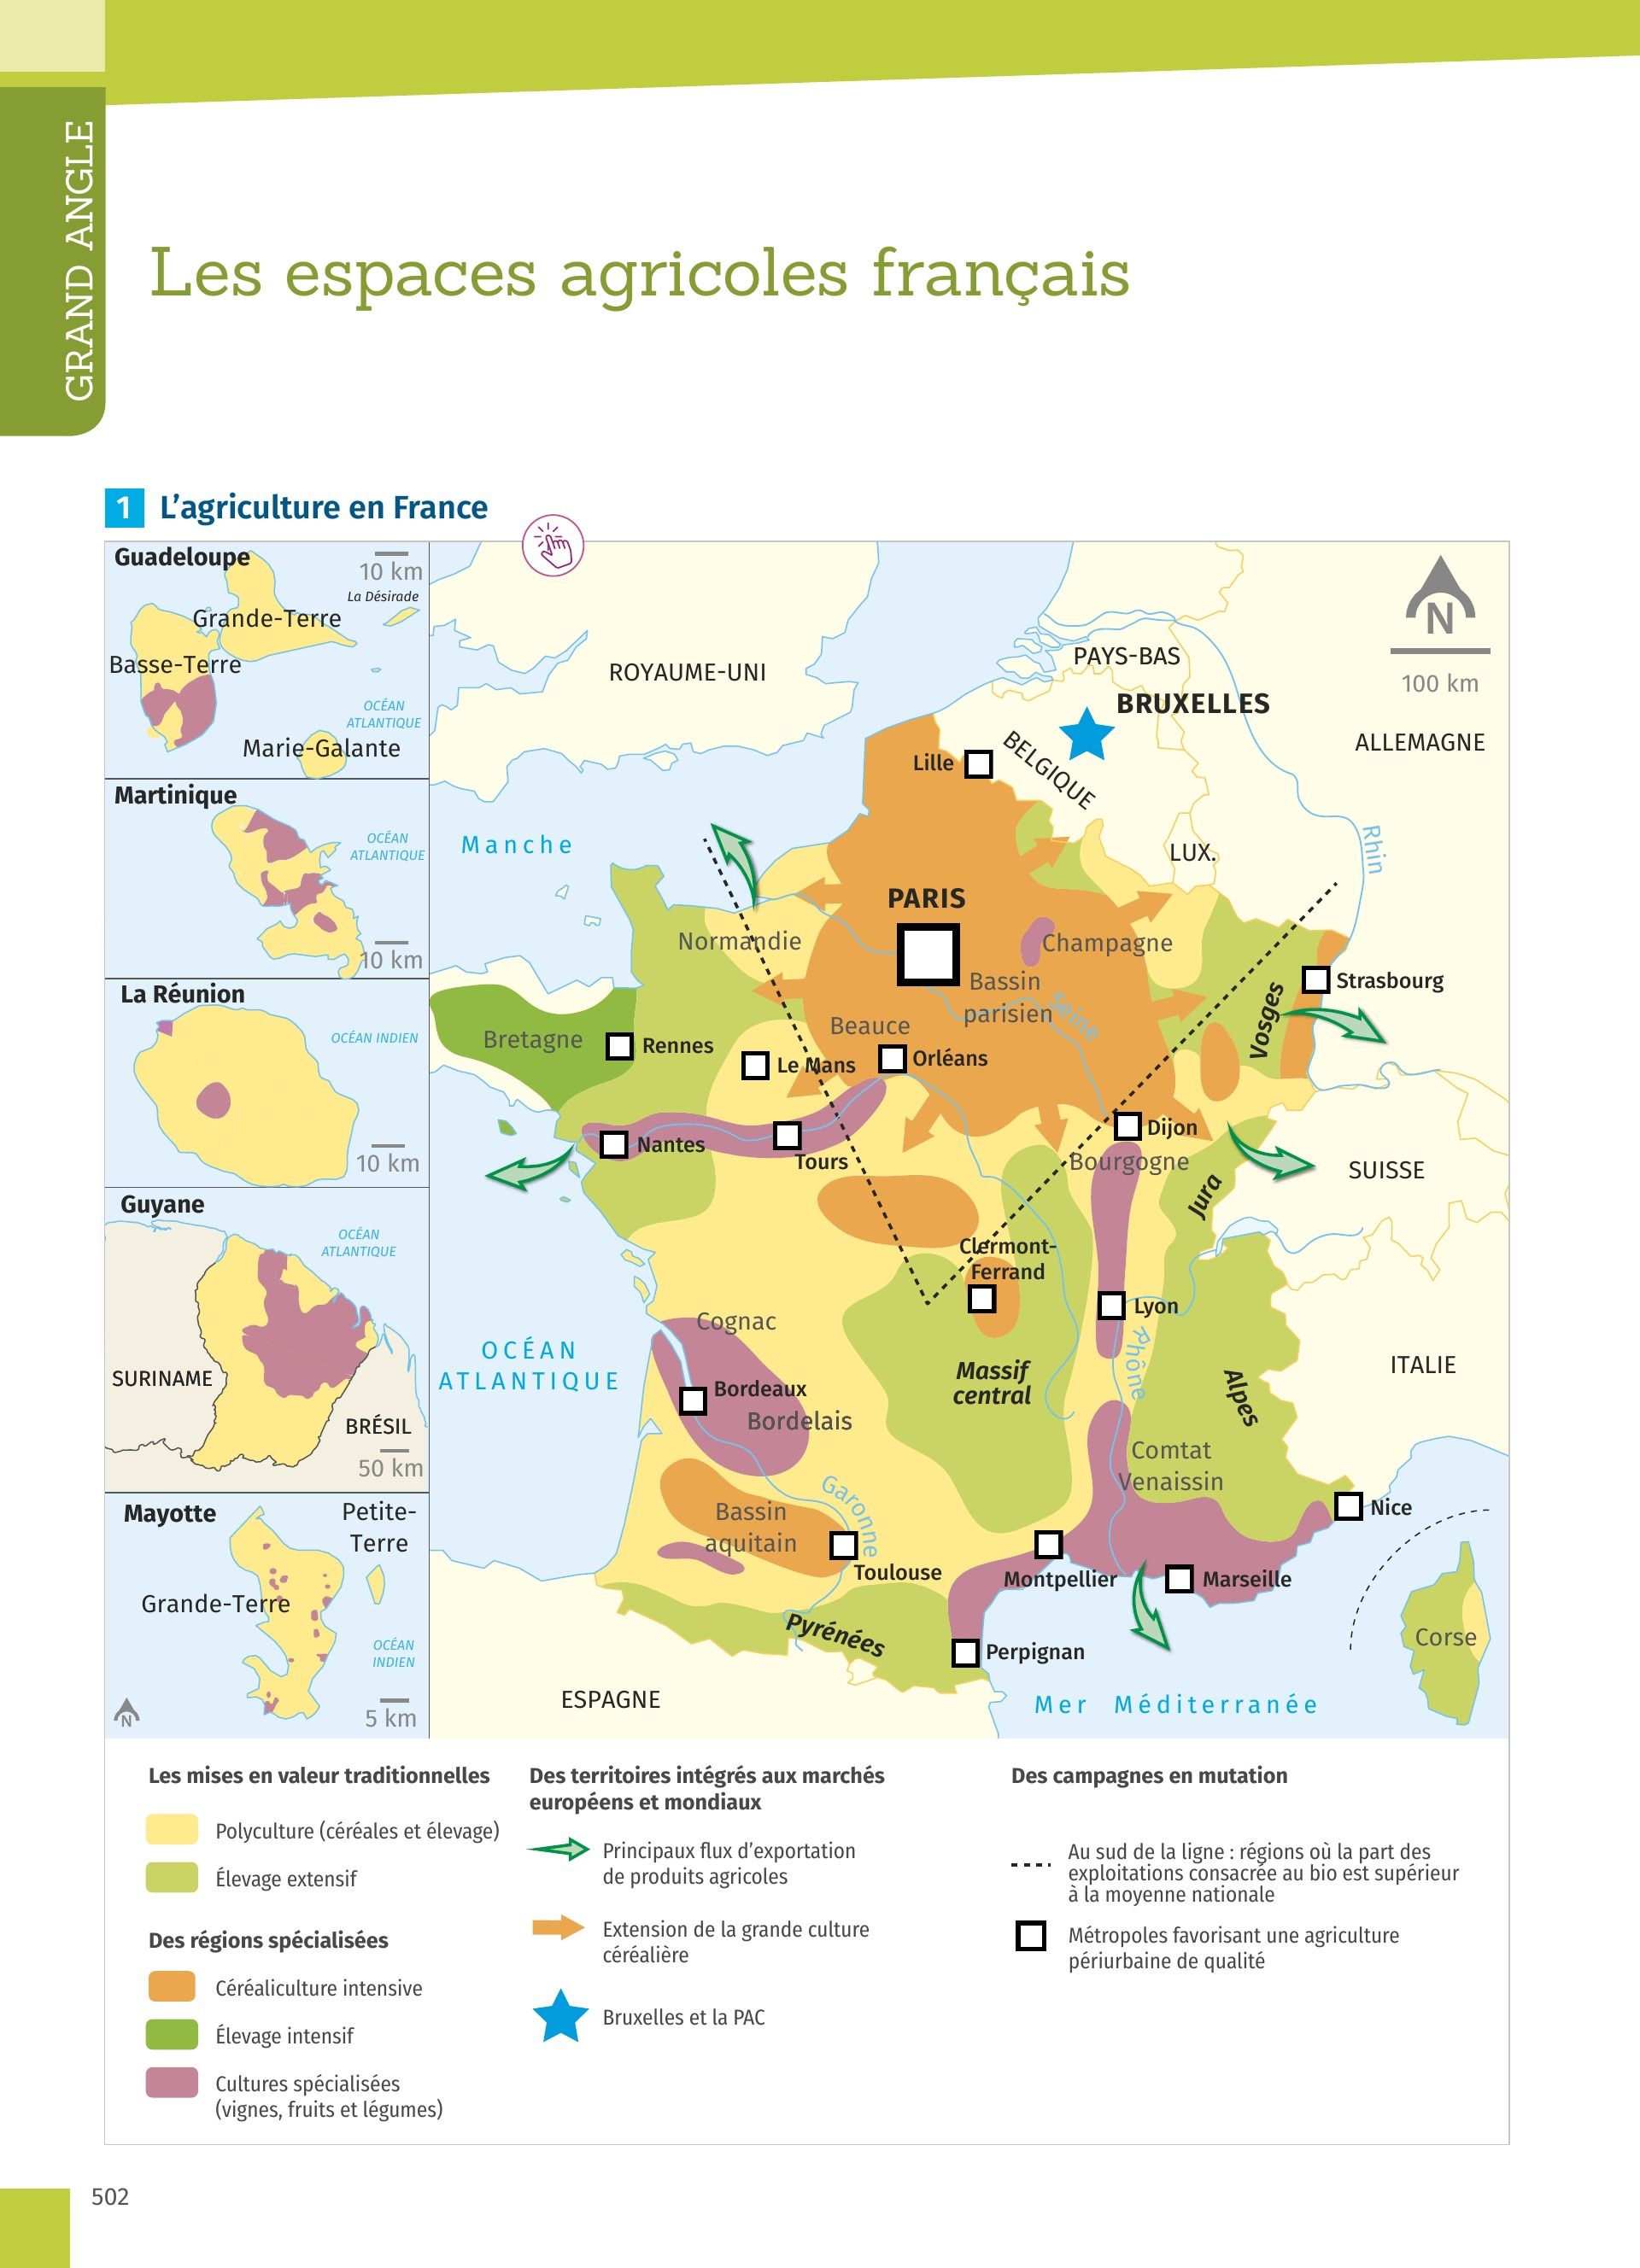 GRAND ANGLE
Les espaces agricoles français
1 L'agriculture en France
Guadeloupe
10 km
La Désirade
Grande-Terre
Basse-Terre
OCÉAN
ATLANTIQUE
Marie-Galante
Martinique
OCÉAN
ATLANTIQUE
10 km
La Réunion
OCÉAN INDIEN
10 km
Guyane
OCÉAN
ATLANTIQUE
SURINAME
BRÉSIL
50 km
Mayotte
Petite-
Terre
Grande-Terre
OCÉAN
INDIEN
N
5 km
N
100 km
ROYAUME-UNI
PAYS-BAS
BRUXELLES
ALLEMAGNE
BELGIQUE
Lille
Manche
LUX.
Rhin
PARIS
Normandie
Champagne
Bassin
parisien
Seine
Strasbourg
Vosges
Bretagne
Rennes
Beauce
Le Mans
Orléans
Nantes
Tours
Dijon
Bourgogne
SUISSE
Jura
Clermont-
Ferrand
Lyon
Rhône
Cognac
OCÉAN
ATLANTIQUE
Massif
central
Alpes
ITALIE
Bordeaux
Bordelais
Comtat
Venaissin
Garonne
Bassin
aquitain
Nice
Toulouse
Montpellier
Marseille
Pyrénées
Perpignan
Corse
ESPAGNE
Mer Méditerranée
Les mises en valeur traditionnelles
Polyculture (céréales et élevage)
Élevage extensif
Des régions spécialisées
Céréaliculture intensive
Élevage intensif
Cultures spécialisées
(vignes, fruits et légumes)
Des territoires intégrés aux marchés
européens et mondiaux
Principaux flux d'exportation
de produits agricoles
Extension de la grande culture
céréalière
Bruxelles et la PAC
Des campagnes en mutation
Au sud de la ligne : régions où la part des
exploitations consacrée au bio est supérieur
à la moyenne nationale
Métropoles favorisant une agriculture
périurbaine de qualité
502